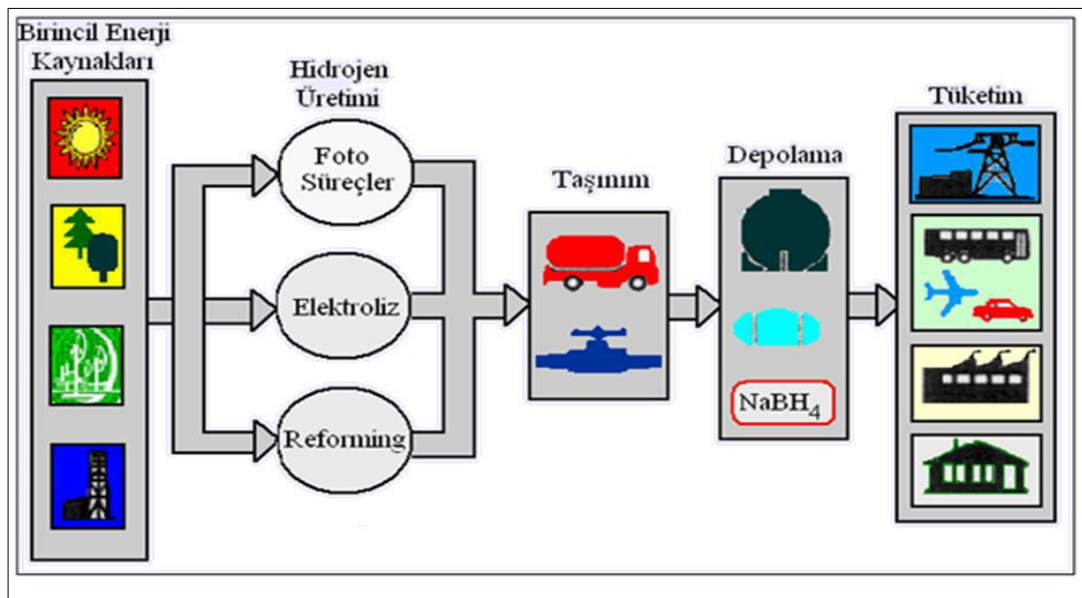 Birincil Enerji
Kaynakları
Hidrojen
Üretimi
Foto
Süreçler
Elektroliz
Reforming
Taşınım
Depolama
NaBH₄
Tüketim